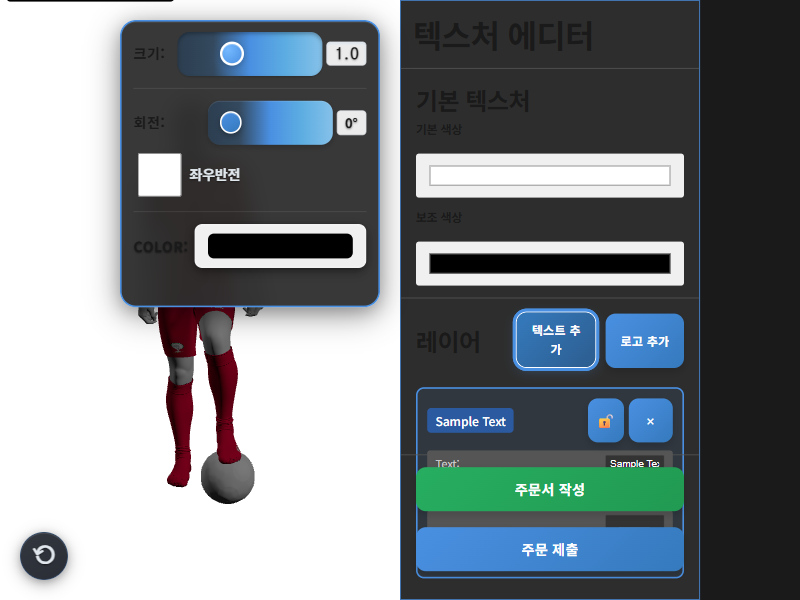 크기:
1.0
회전:
0°
좌우반전
COLOR:
텍스처 에디터
기본 텍스처
기본 색상
보조 색상
레이어
텍스트 추
가
로고 추가
Sample Text
×
Text:
Sample Te
주문서 작성
주문 제출